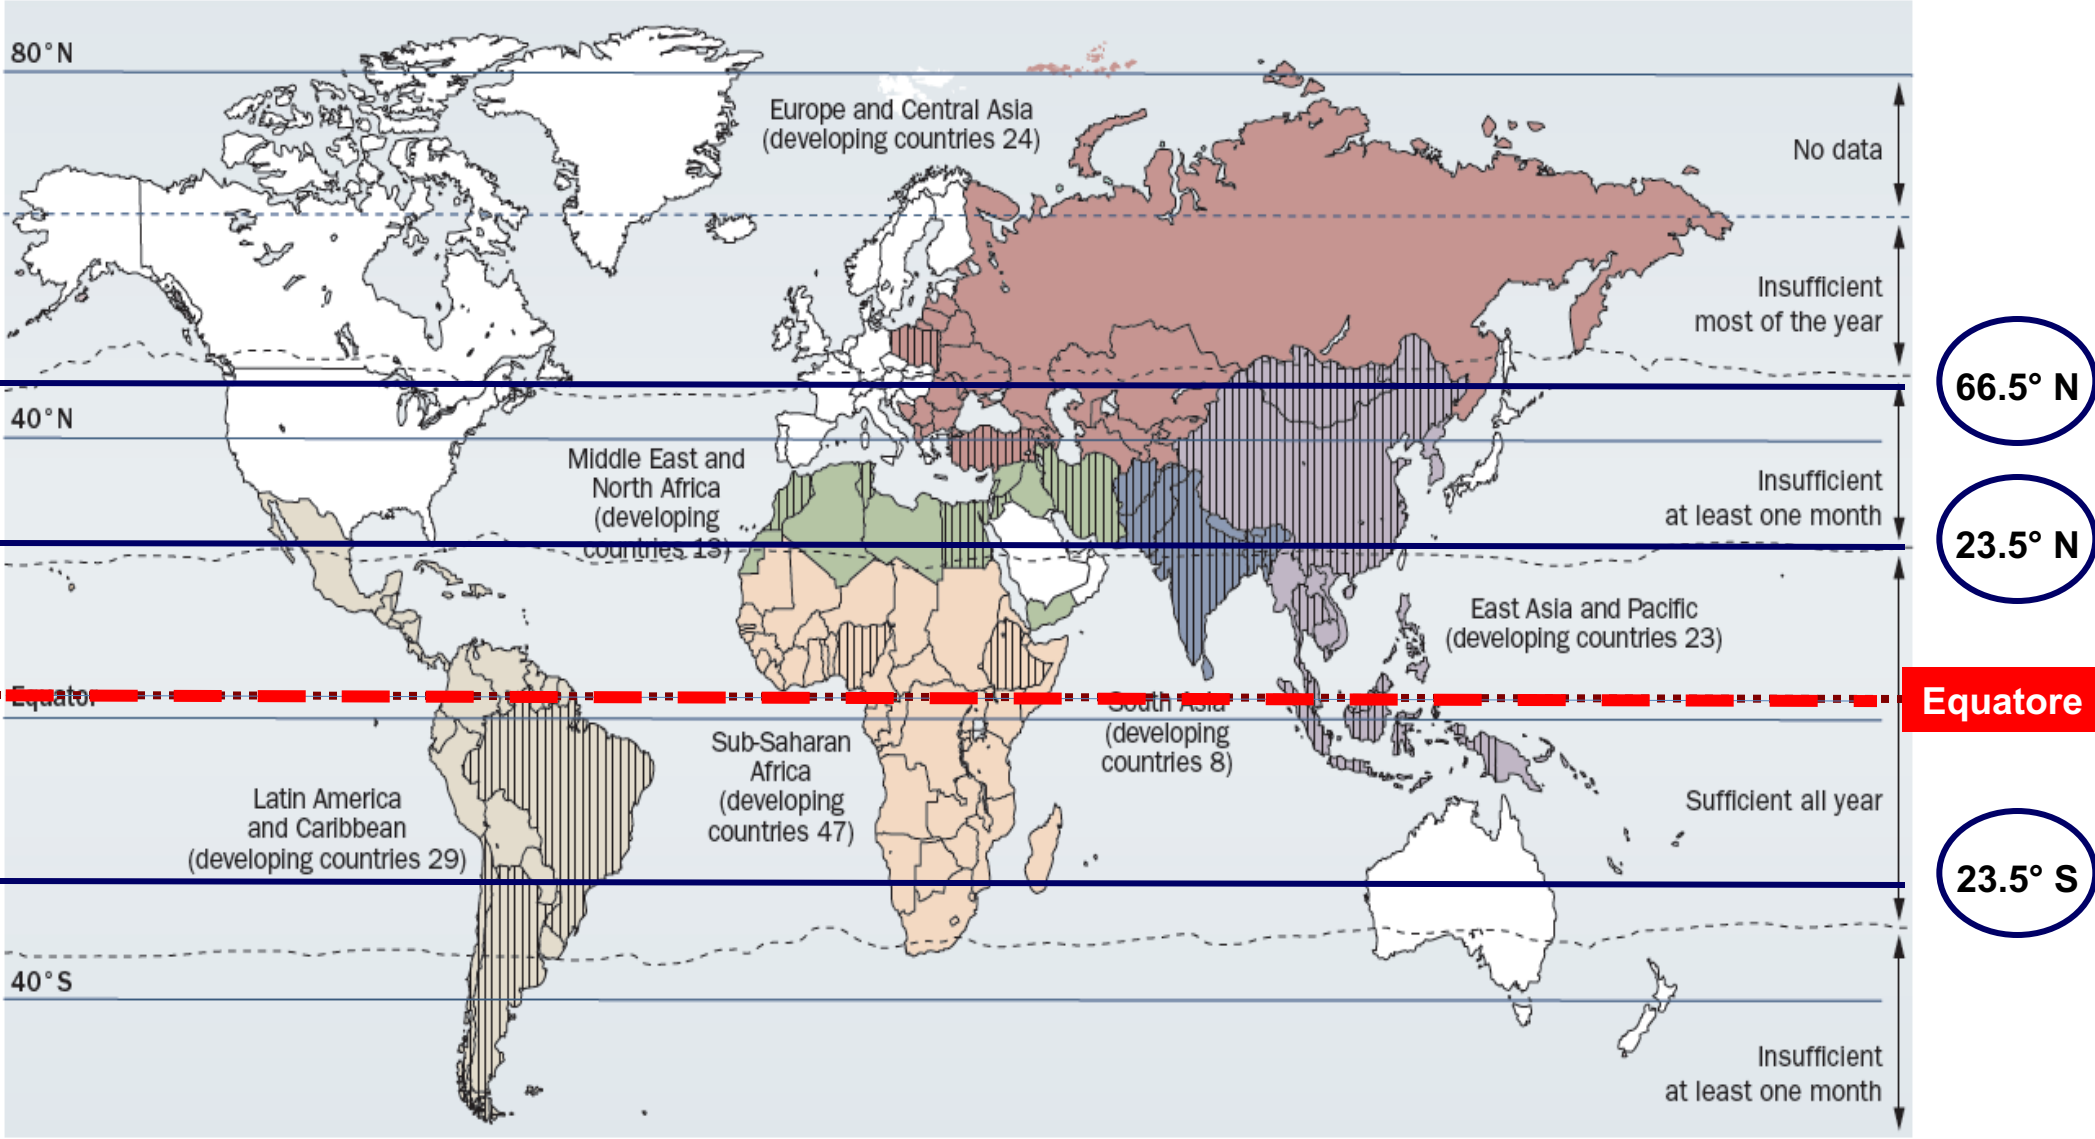 80°N
Europe and Central Asia
(developing countries 24)
No data
Insufficient
most of the year
66.5° N
40°N
Middle East and
North Africa
(developing
countries 13)
Insufficient
at least one month
23.5° N
East Asia and Pacific
(developing countries 23)
Equator
Equatore
South Asia
(developing
countries 8)
Sub-Saharan
Africa
(developing
countries 47)
Latin America
and Caribbean
(developing countries 29)
Sufficient all year
23.5° S
40°S
Insufficient
at least one month